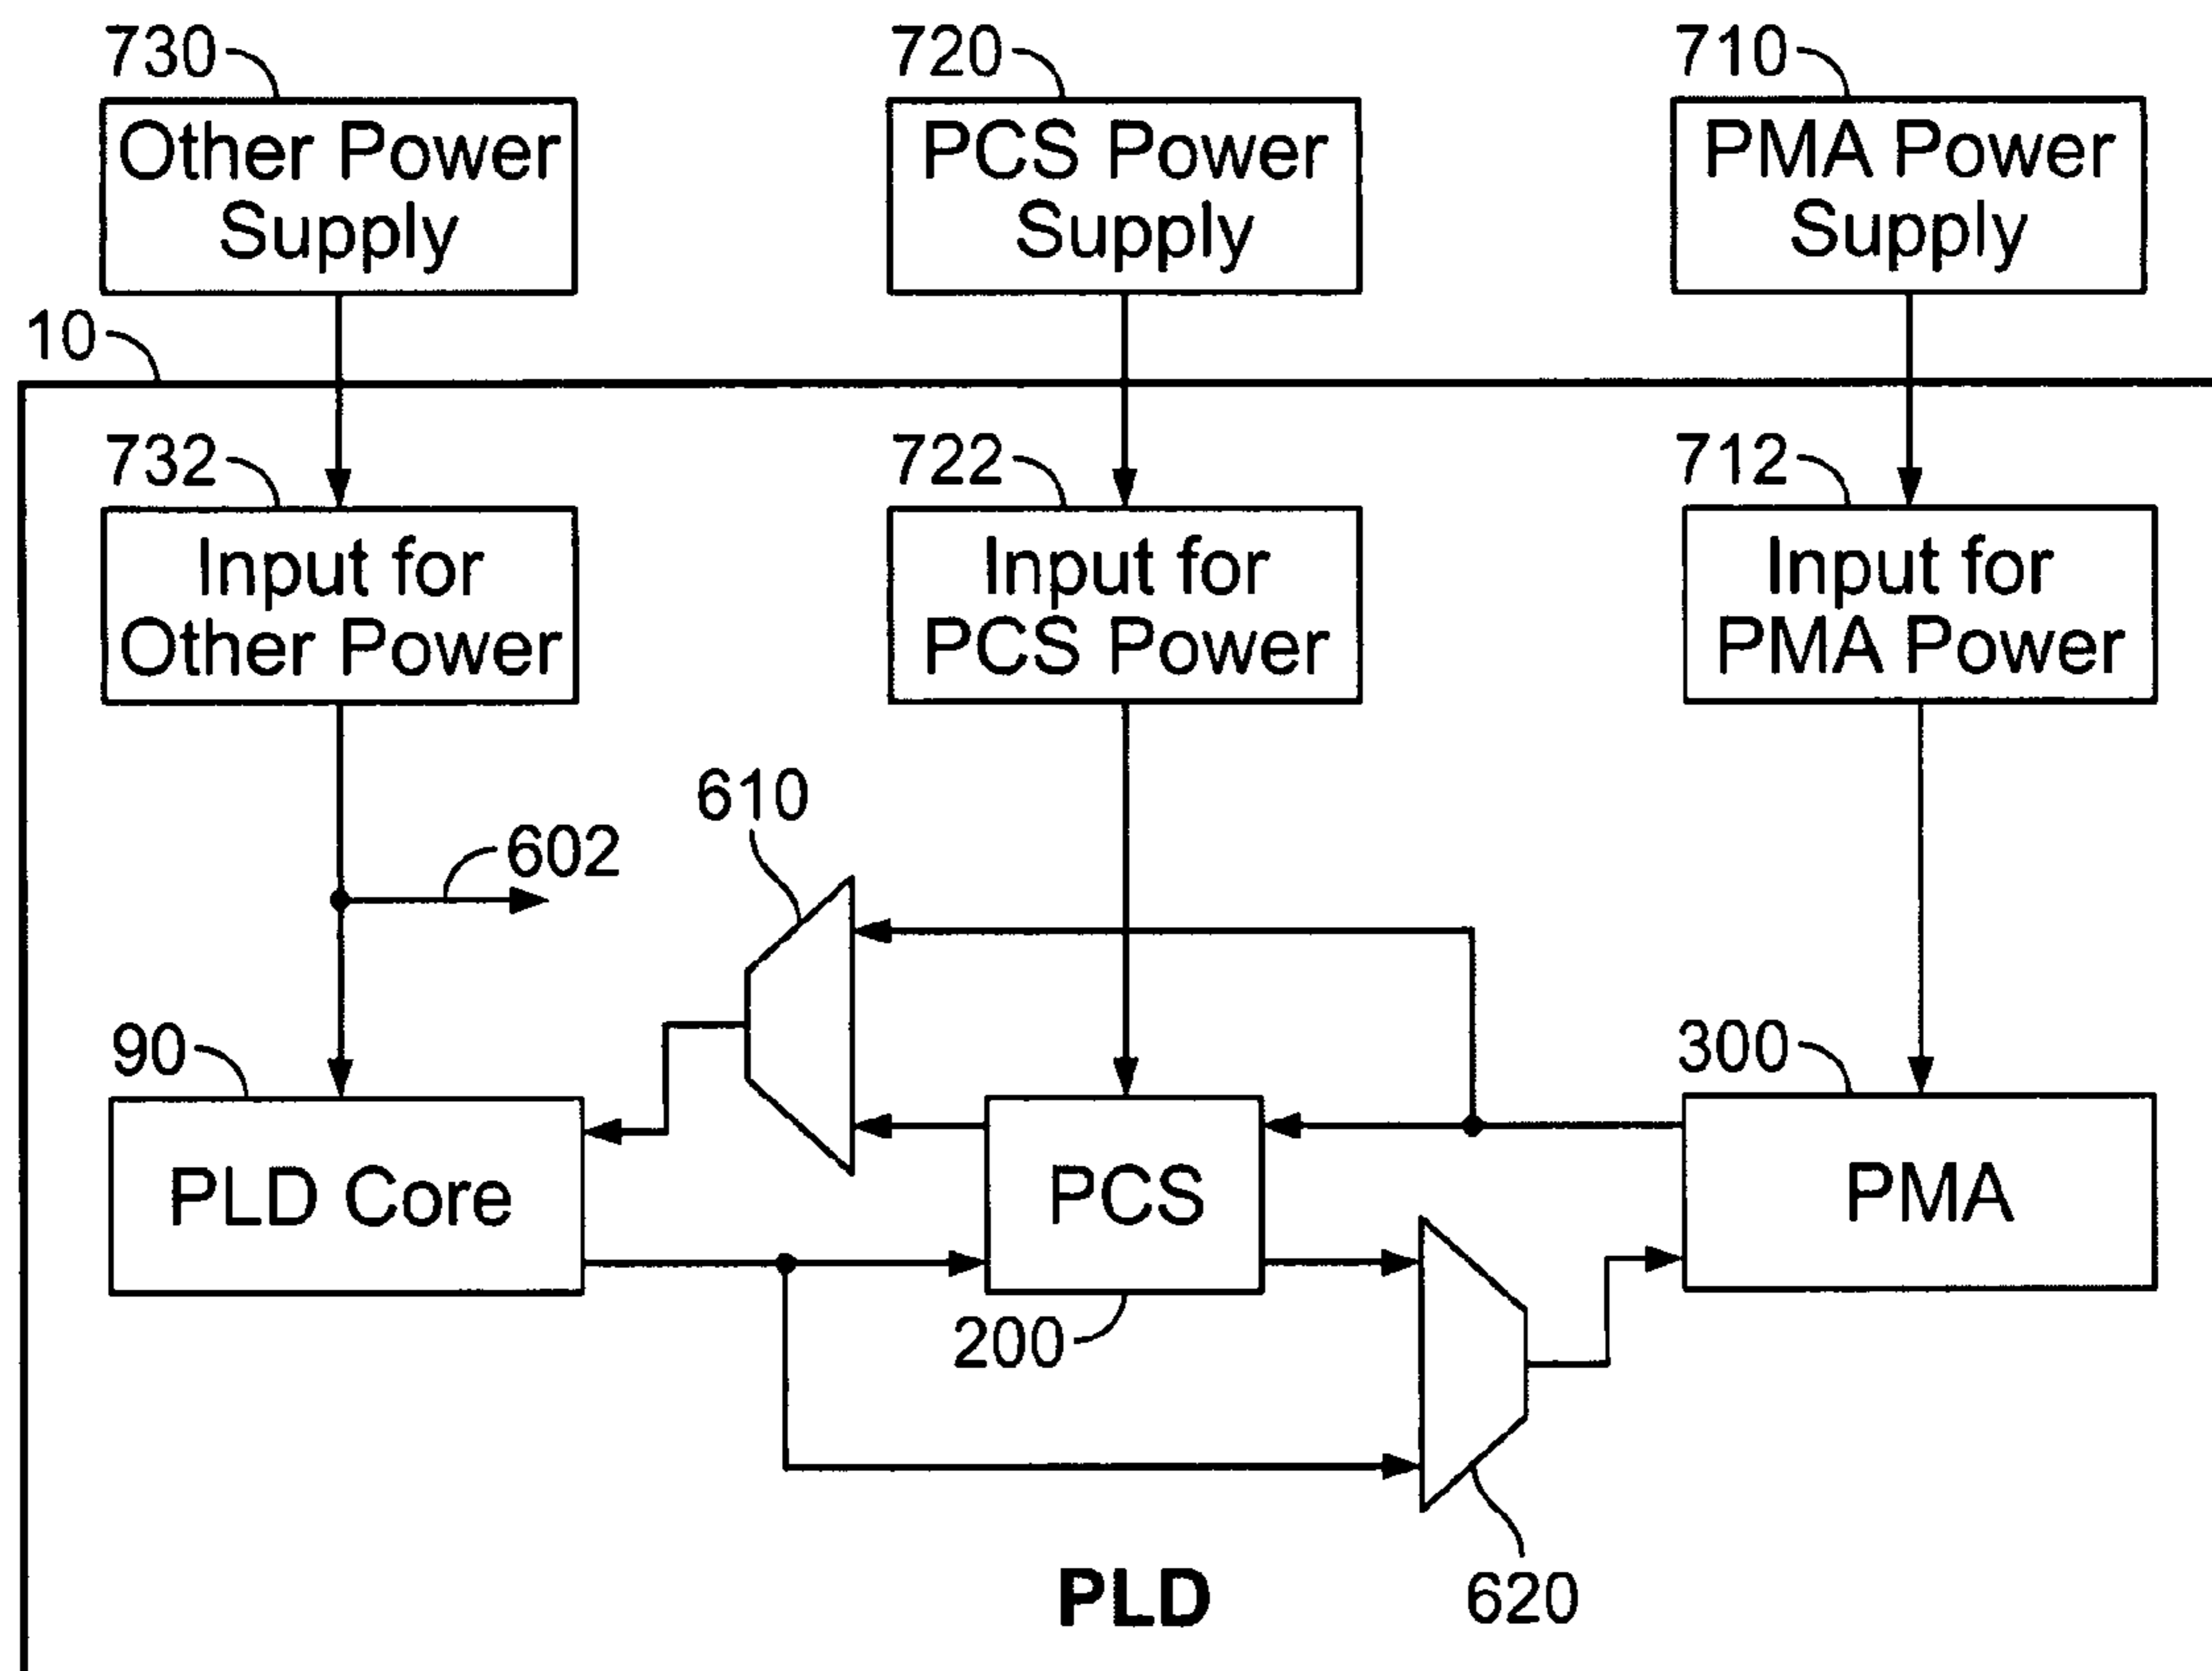 730
720
710
Other Power
Supply
PCS Power
Supply
PMA Power
Supply
10
732
722
712
Input for
Other Power
Input for
PCS Power
Input for
PMA Power
610
602
90
300
PLD Core
PCS
PMA
200
PLD
620